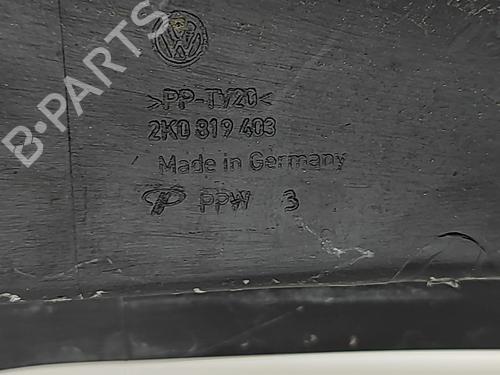 B-PARTS
>PP-TV20<
2K0 819 403
Made in Germany
PPW 3